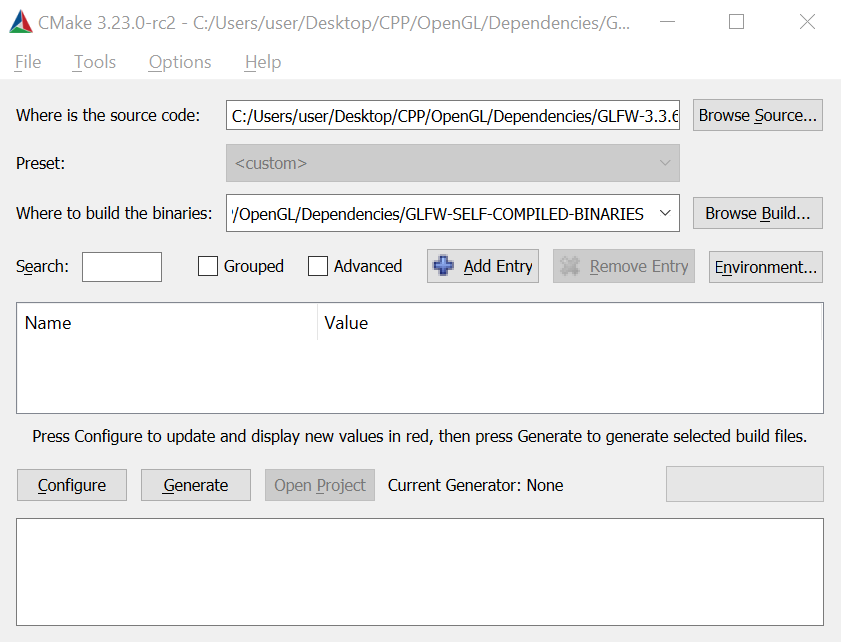 CMake 3.23.0-rc2 - C:/Users/user/Desktop/CPP/OpenGL/Dependencies/G...
File Tools Options Help
Where is the source code: C:/Users/user/Desktop/CPP/OpenGL/Dependencies/GLFW-3.3.6 Browse Source...
Preset: <custom>
Where to build the binaries: /OpenGL/Dependencies/GLFW-SELF-COMPILED-BINARIES Browse Build...
Search: Grouped Advanced Add Entry Remove Entry Environment...
Name Value
Press Configure to update and display new values in red, then press Generate to generate selected build files.
Configure Generate Open Project Current Generator: None